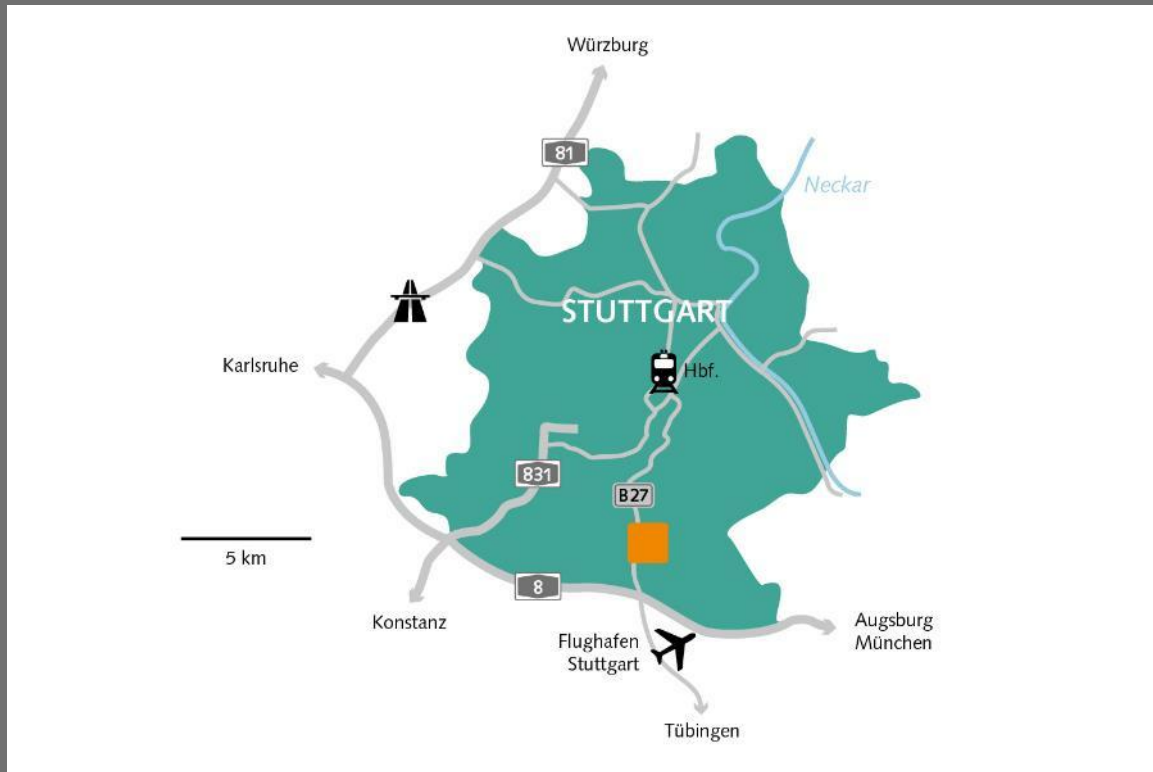 Würzburg
81
Neckar
STUTTGART
Karlsruhe
Hbf.
831
B27
5 km
8
Konstanz
Augsburg
München
Flughafen
Stuttgart
Tübingen